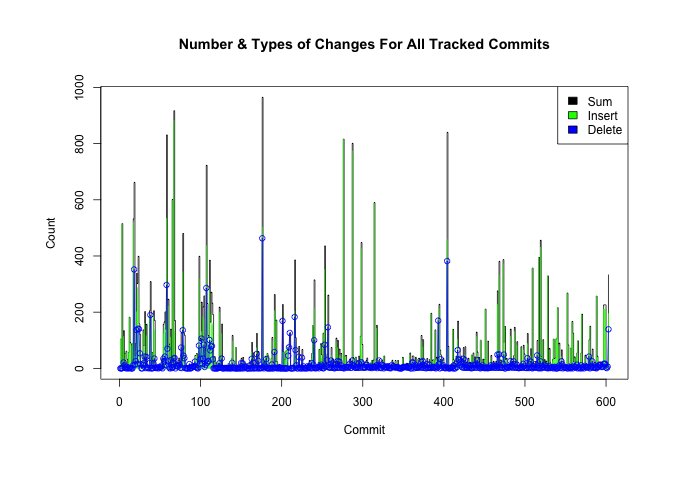 Number & Types of Changes For All Tracked Commits
Count
1000
800
600
400
200
0
Sum
Insert
Delete
0 100 200 300 400 500 600
Commit